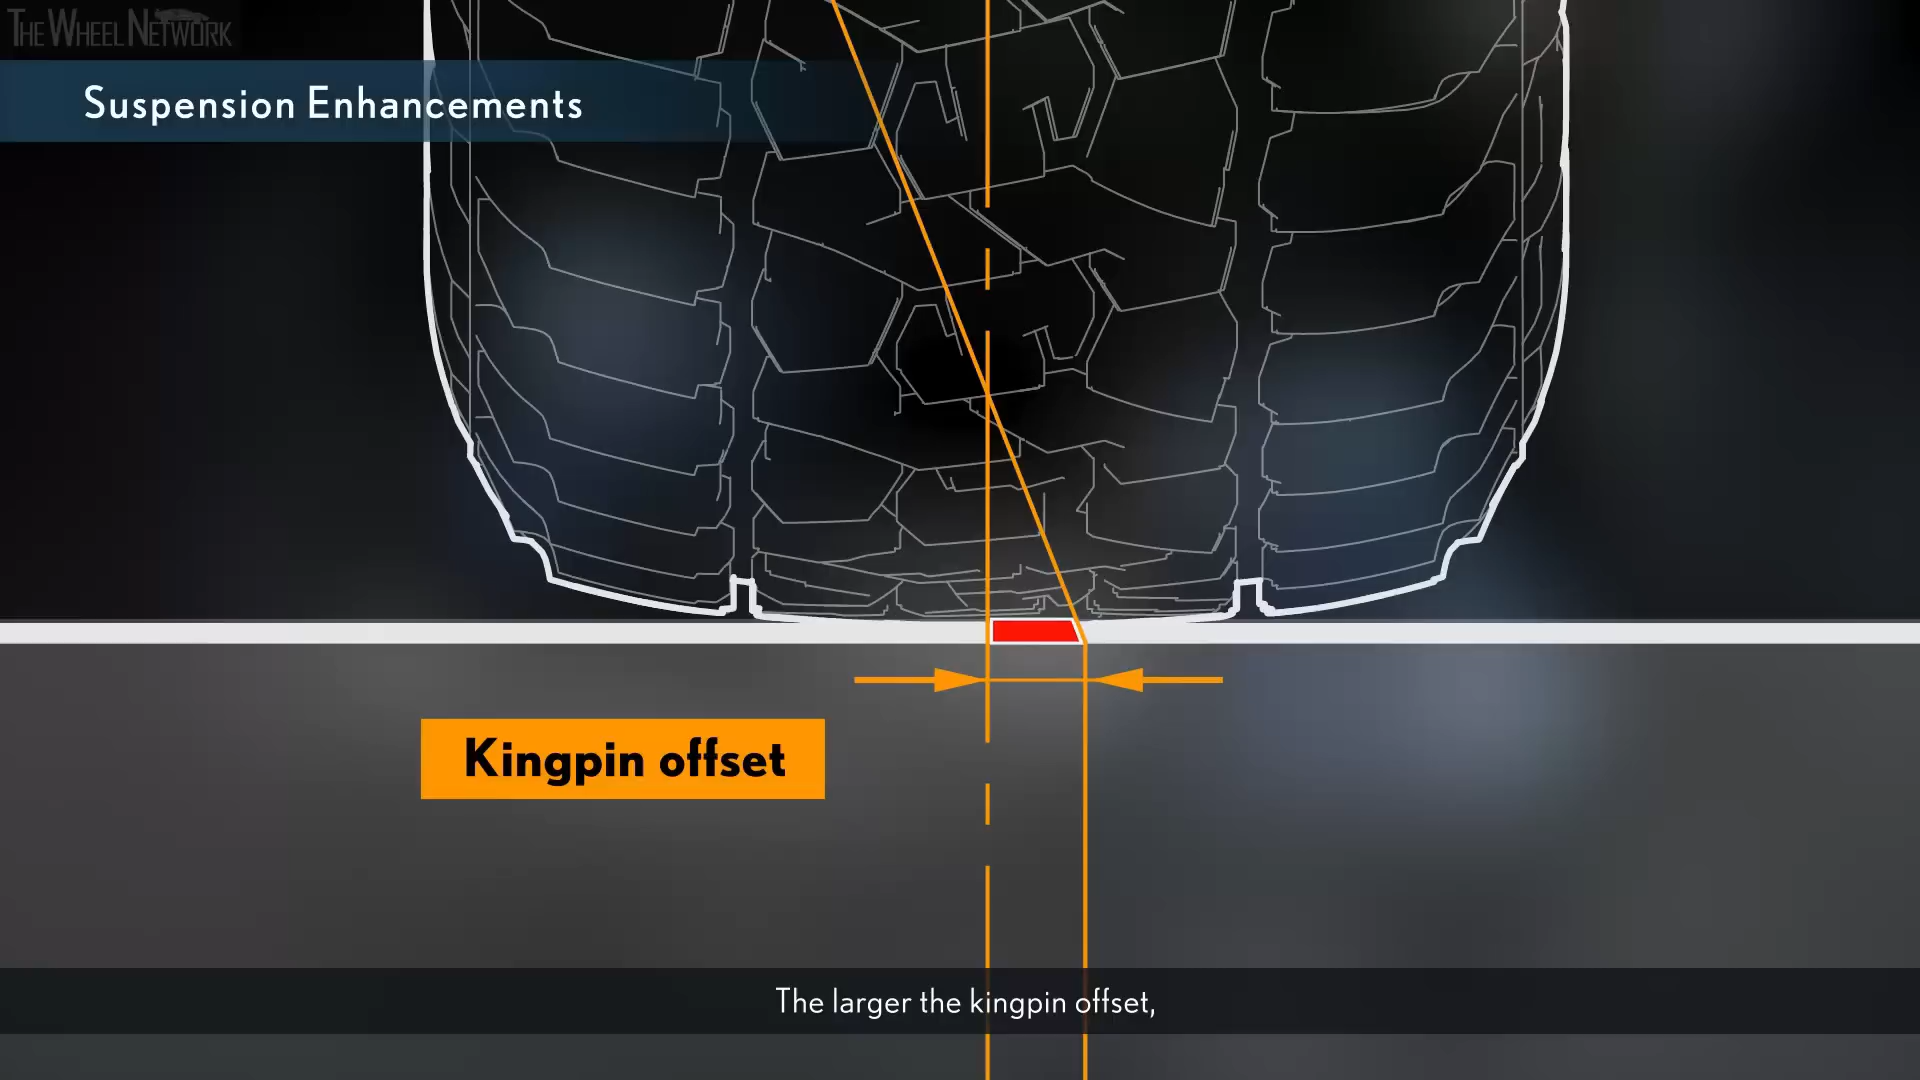 THE WHEEL NETWORK
Suspension Enhancements
Kingpin offset
The larger the kingpin offset,